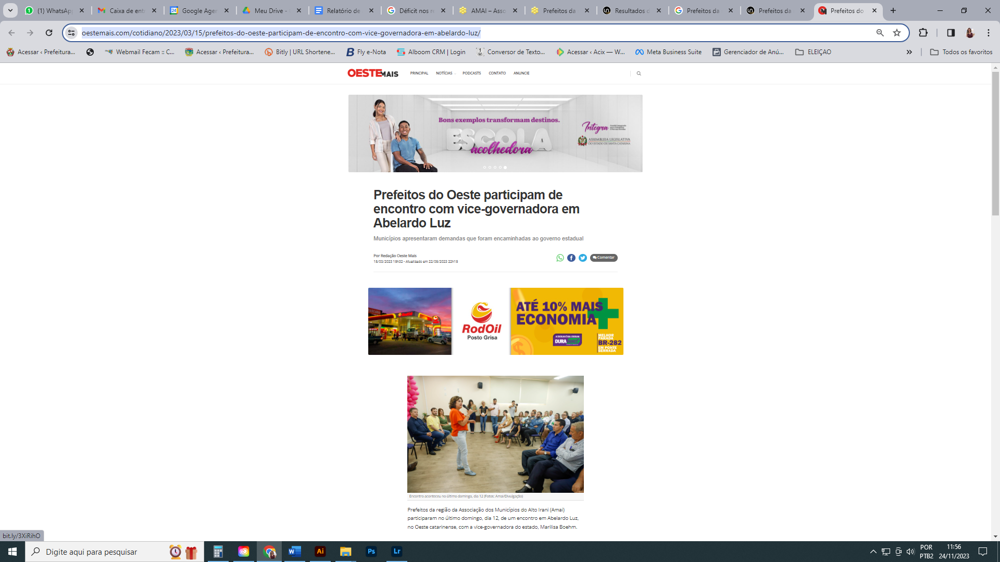 (1) WhatsApp
Caixa de ent
Google Agen
Meu Drive -
Relatório de
Déficit nos re
AMAI – Asso
Prefeitos da
Resultados d
Prefeitos da
Prefeitos da
Prefeitos do
oestemais.com/cotidiano/2023/03/15/prefeitos-do-oeste-participam-de-encontro-com-vice-governadora-em-abelardo-luz/
Acessar ‹ Prefeitura...
Webmail Fecam :: C...
Acessar ‹ Prefeitura...
Bitly | URL Shortene...
Fly e-Nota
Alboom CRM | Login
Conversor de Texto...
Acessar ‹ Acix — W...
Meta Business Suite
Gerenciador de Anú...
ELEIÇAO
Todos os favoritos
OESTEMAIS
PRINCIPAL
NOTÍCIAS
PODCASTS
CONTATO
ANUNCIE
Bons exemplos transformam destinos.
ESCOLA
acolhedora
Integra
ASSEMBLEIA LEGISLATIVA
DO ESTADO DE SANTA CATARINA
Prefeitos do Oeste participam de
encontro com vice-governadora em
Abelardo Luz
Municípios apresentaram demandas que foram encaminhadas ao governo estadual
Por Redação Oeste Mais
15/03/2023 15h32 - Atualizado em 22/05/2023 22h15
Comentar
RodOil
Posto Grisa
ATÉ 10% MAIS
ECONOMIA
A ESCOLHA É SUA. ESCOLHA
DURA MAIS
MELHOR
PARADA
BR-282
EM PONTE
SERRADA
Encontro aconteceu no último domingo, dia 12 (Fotos: Amai/Divulgação)
Prefeitos da região da Associação dos Municípios do Alto Irani (Amai)
participaram no último domingo, dia 12, de um encontro em Abelardo Luz,
no Oeste catarinense, com a vice-governadora do estado, Marilisa Boehm.
bit.ly/3XiRihO
Digite aqui para pesquisar
Ai
Ps
Lr
POR
PTB2
11:56
24/11/2023